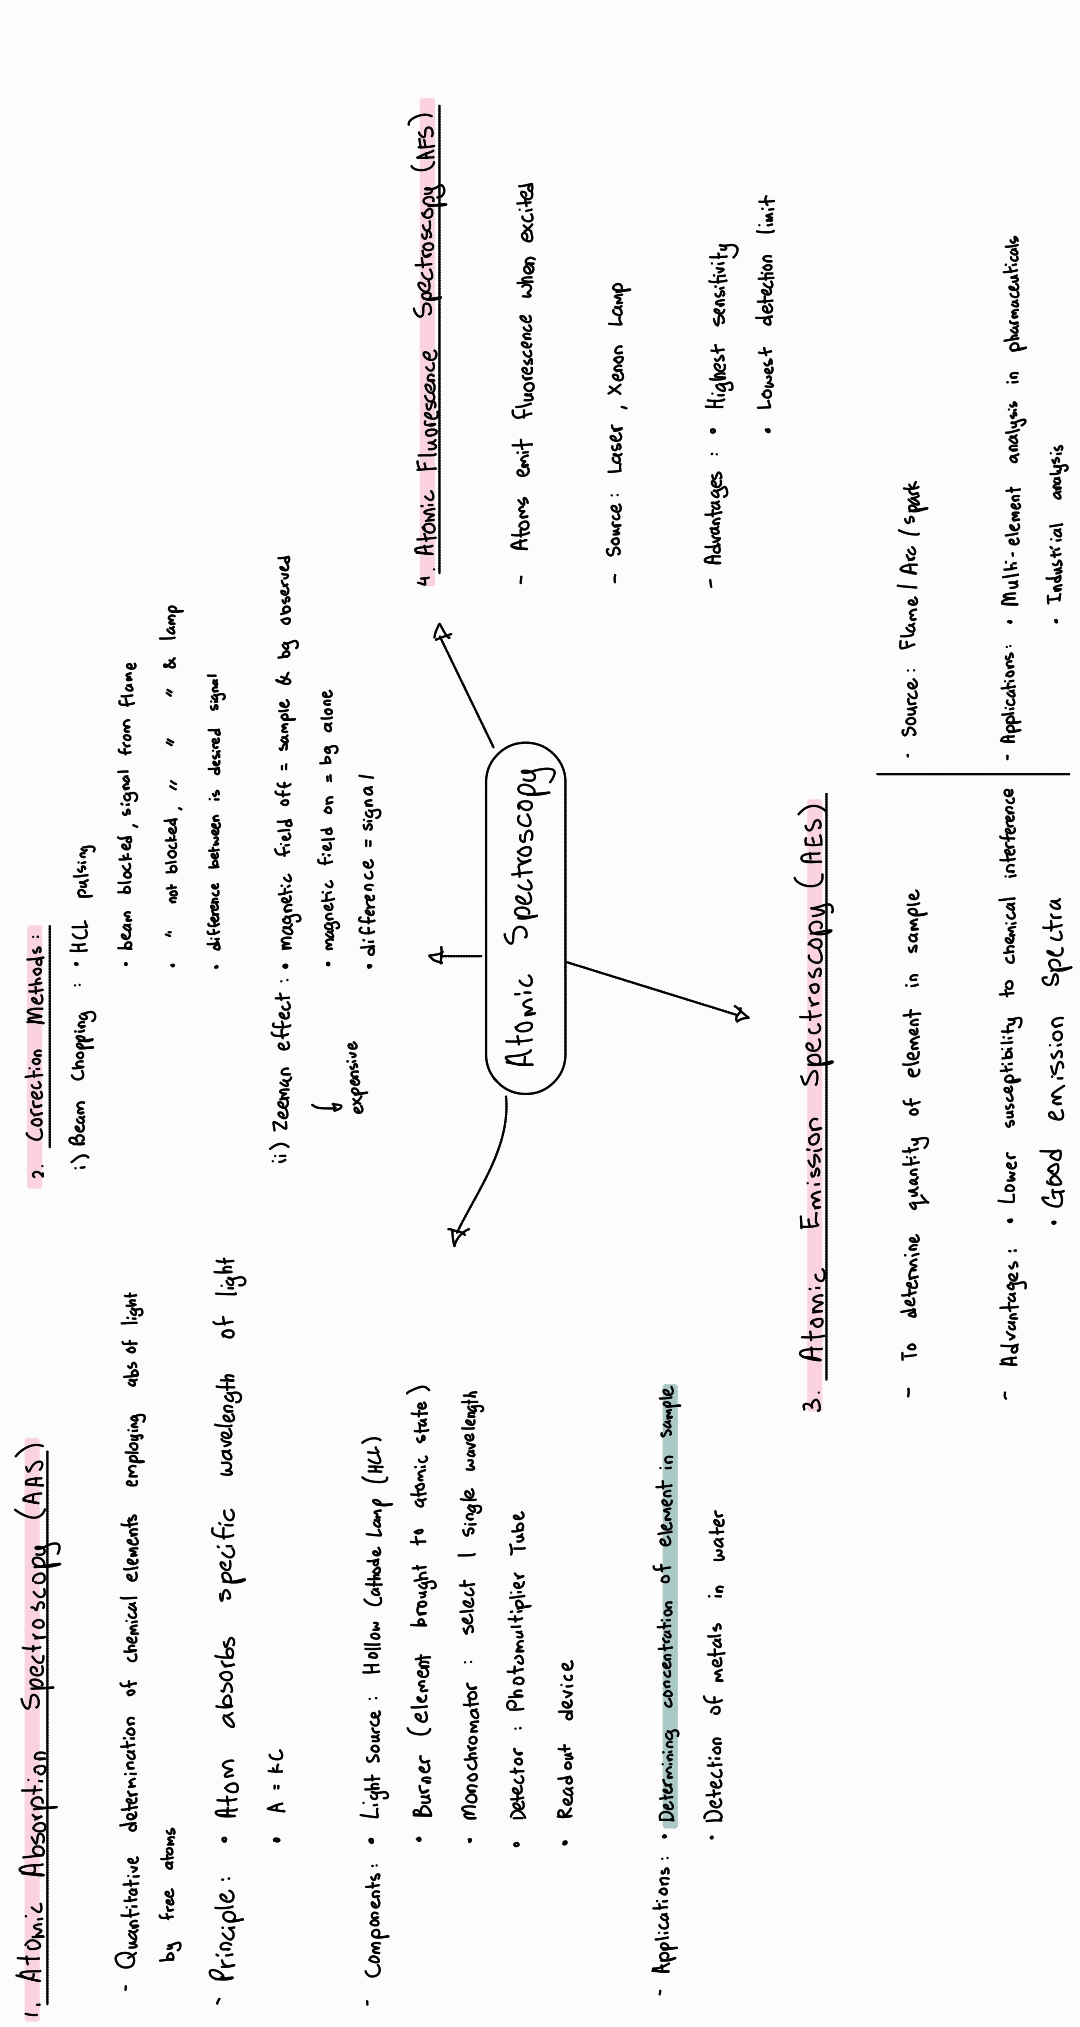 1. Atomic Absorption Spectroscopy (AAS)
- Quantitative determination of chemical elements employing abs of light
by free atoms
- Principle: • Atom absorbs specific wavelength of light
• A = kC
- Components: • Light Source: Hollow Cathode Lamp (HCL)
• Burner (element brought to atomic state)
• Monochromator: select 1 single wavelength
• Detector: Photomultiplier Tube
• Readout device
- Applications: • Determining concentration of element in sample
• Detection of metals in water
2. Correction Methods:
i) Beam Chopping: • HCL pulsing
• beam blocked, signal from flame
• " not blocked, " " " & lamp
• difference between is desired signal
ii) Zeeman effect: • magnetic field off = sample & bg observed
• magnetic field on = bg alone
expensive
• difference = signal
Atomic Spectroscopy
4. Atomic Fluorescence Spectroscopy (AFS)
- Atoms emit fluorescence when excited
- Source: Laser, Xenon Lamp
- Advantages: • Highest sensitivity
• Lowest detection limit
3. Atomic Emission Spectroscopy (AES)
- To determine quantity of element in sample
- Advantages: • Lower susceptibility to chemical interference
• Good emission spectra
- Source: Flame / Arc / spark
- Applications: • Multi-element analysis in pharmaceuticals
• Industrial analysis